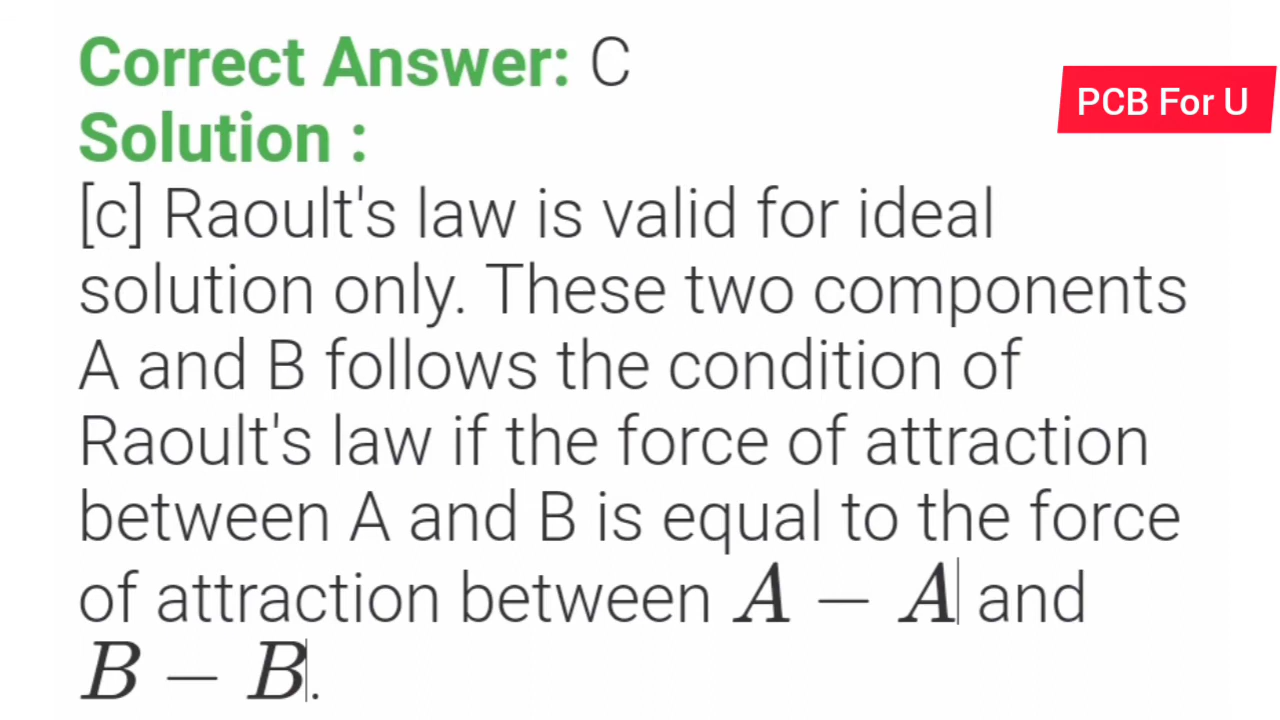 Correct Answer: C
PCB For U
Solution :
[c] Raoult's law is valid for ideal
solution only. These two components
A and B follows the condition of
Raoult's law if the force of attraction
between A and B is equal to the force
of attraction between A − A| and
B − B|.